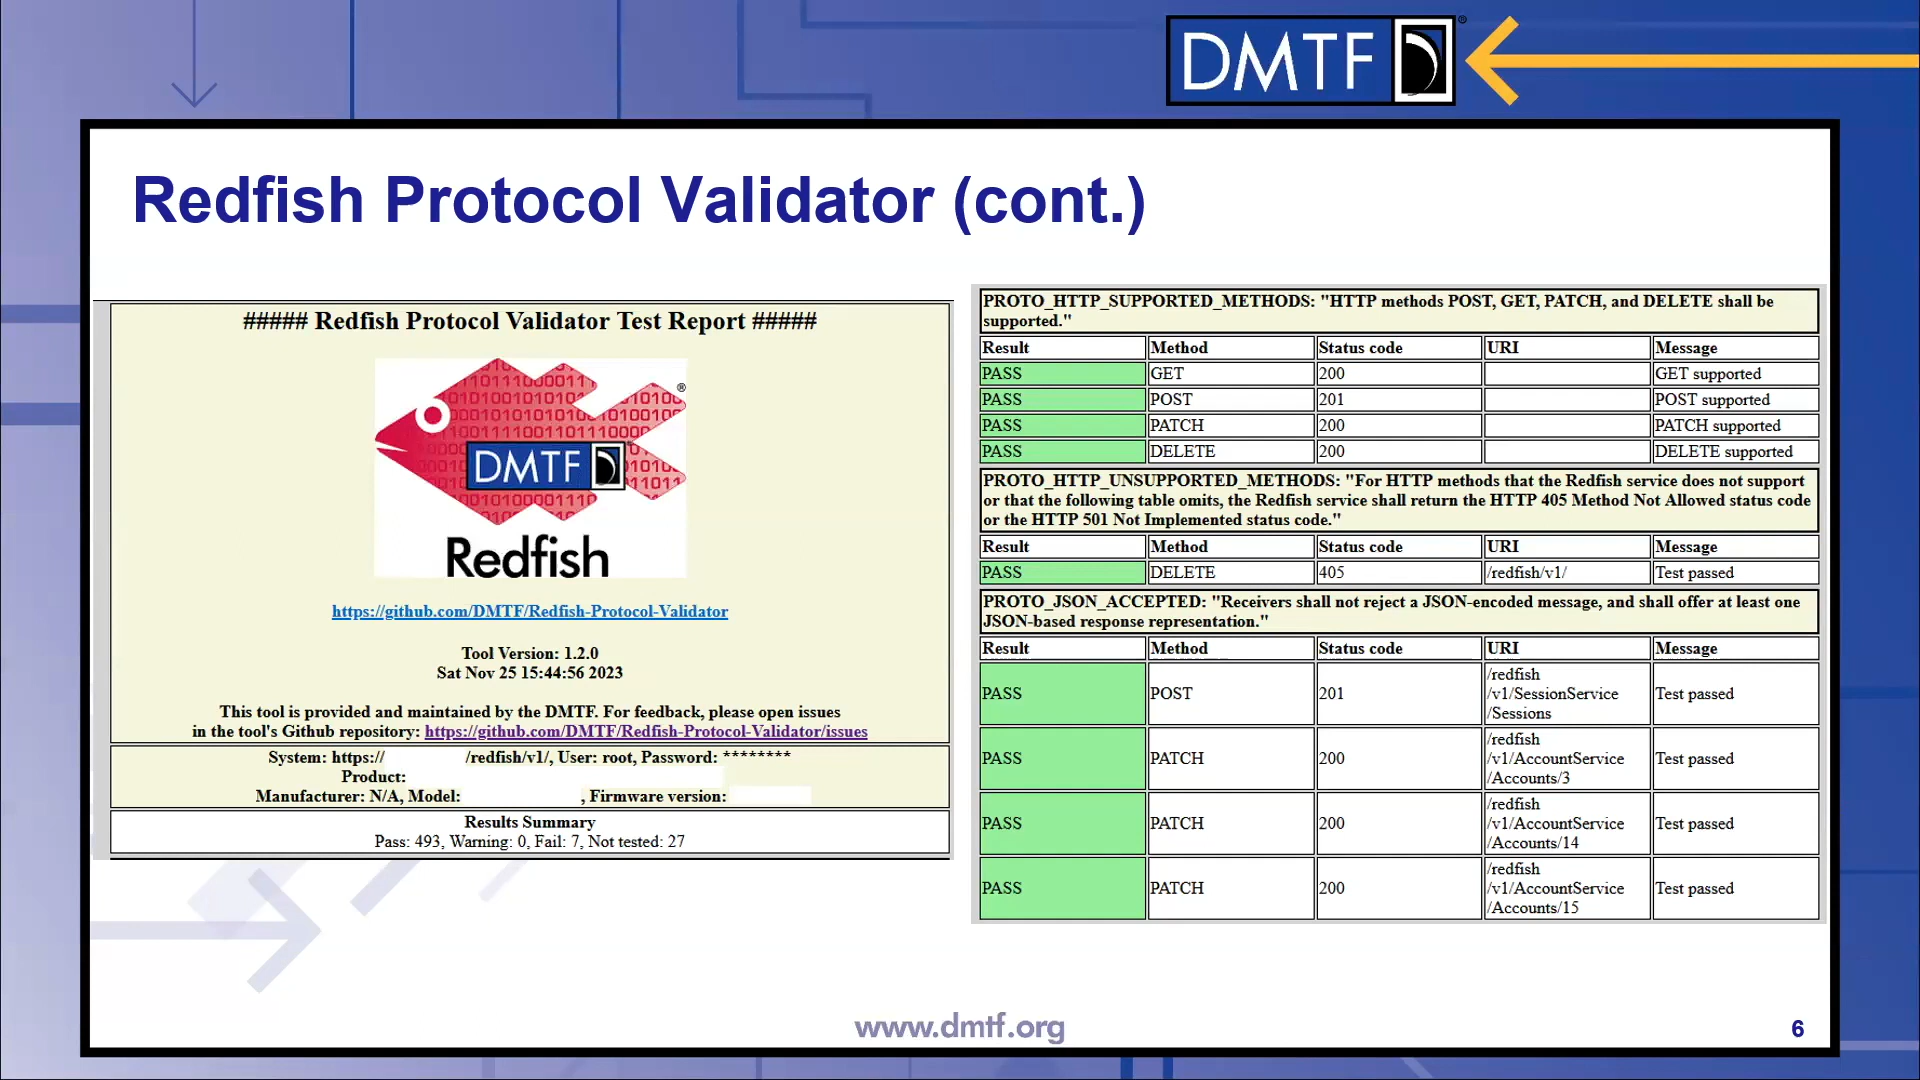 DMTF
®
Redfish Protocol Validator (cont.)
##### Redfish Protocol Validator Test Report #####
®
DMTF
Redfish
https://github.com/DMTF/Redfish-Protocol-Validator
Tool Version: 1.2.0
Sat Nov 25 15:44:56 2023
This tool is provided and maintained by the DMTF. For feedback, please open issues
in the tool's Github repository: https://github.com/DMTF/Redfish-Protocol-Validator/issues
System: https:// /redfish/v1/, User: root, Password: ********
Product:
Manufacturer: N/A, Model: , Firmware version:
Results Summary
Pass: 493, Warning: 0, Fail: 7, Not tested: 27
PROTO_HTTP_SUPPORTED_METHODS: "HTTP methods POST, GET, PATCH, and DELETE shall be
supported."
Result Method Status code URI Message
PASS GET 200 GET supported
PASS POST 201 POST supported
PASS PATCH 200 PATCH supported
PASS DELETE 200 DELETE supported
PROTO_HTTP_UNSUPPORTED_METHODS: "For HTTP methods that the Redfish service does not support
or that the following table omits, the Redfish service shall return the HTTP 405 Method Not Allowed status code
or the HTTP 501 Not Implemented status code."
Result Method Status code URI Message
PASS DELETE 405 /redfish/v1/ Test passed
PROTO_JSON_ACCEPTED: "Receivers shall not reject a JSON-encoded message, and shall offer at least one
JSON-based response representation."
Result Method Status code URI Message
/redfish
PASS POST 201 /v1/SessionService Test passed
/Sessions
/redfish
PASS PATCH 200 /v1/AccountService Test passed
/Accounts/3
/redfish
PASS PATCH 200 /v1/AccountService Test passed
/Accounts/14
/redfish
PASS PATCH 200 /v1/AccountService Test passed
/Accounts/15
www.dmtf.org
6